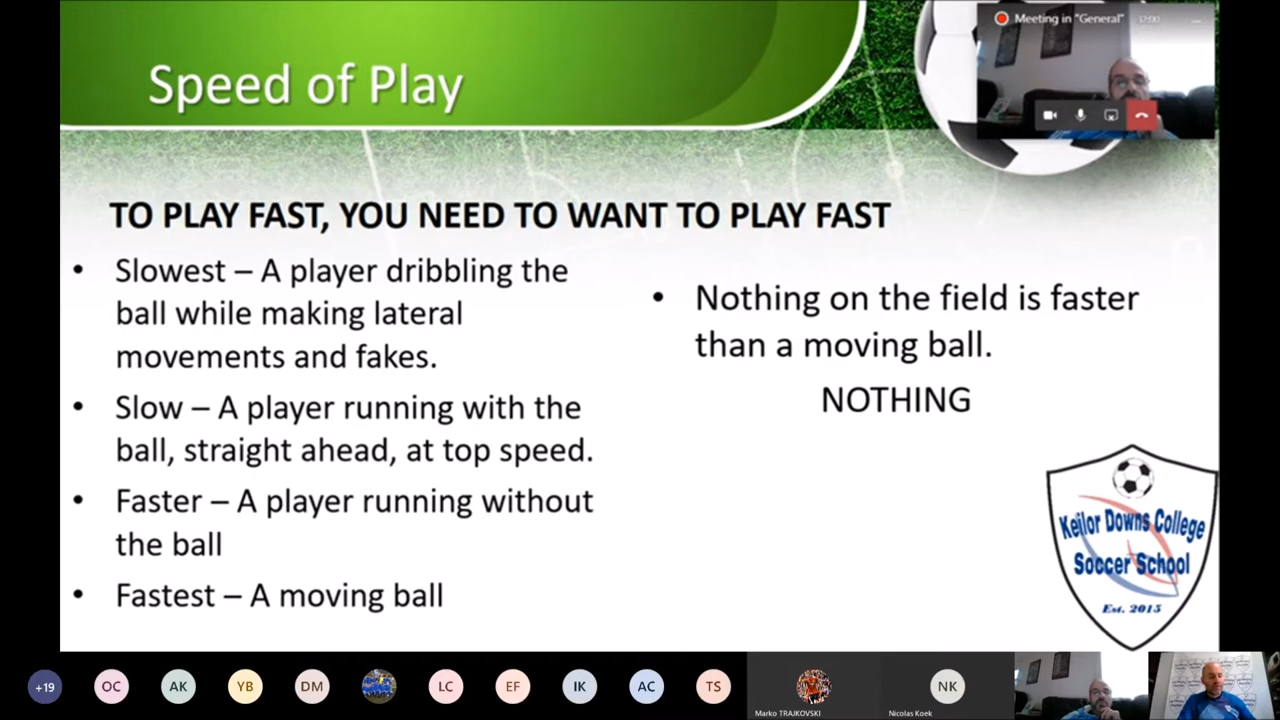 Speed of Play
Meeting in "General"
TO PLAY FAST, YOU NEED TO WANT TO PLAY FAST
• Slowest – A player dribbling the
ball while making lateral
movements and fakes.
• Slow – A player running with the
ball, straight ahead, at top speed.
• Faster – A player running without
the ball
• Fastest – A moving ball
• Nothing on the field is faster
than a moving ball.
NOTHING
Keilor Downs College
Soccer School
Est. 2015
+19
OC
AK
YB
DM
LC
EF
IK
AC
TS
Marko TRAJKOVSKI
NK
Nicolas Koek